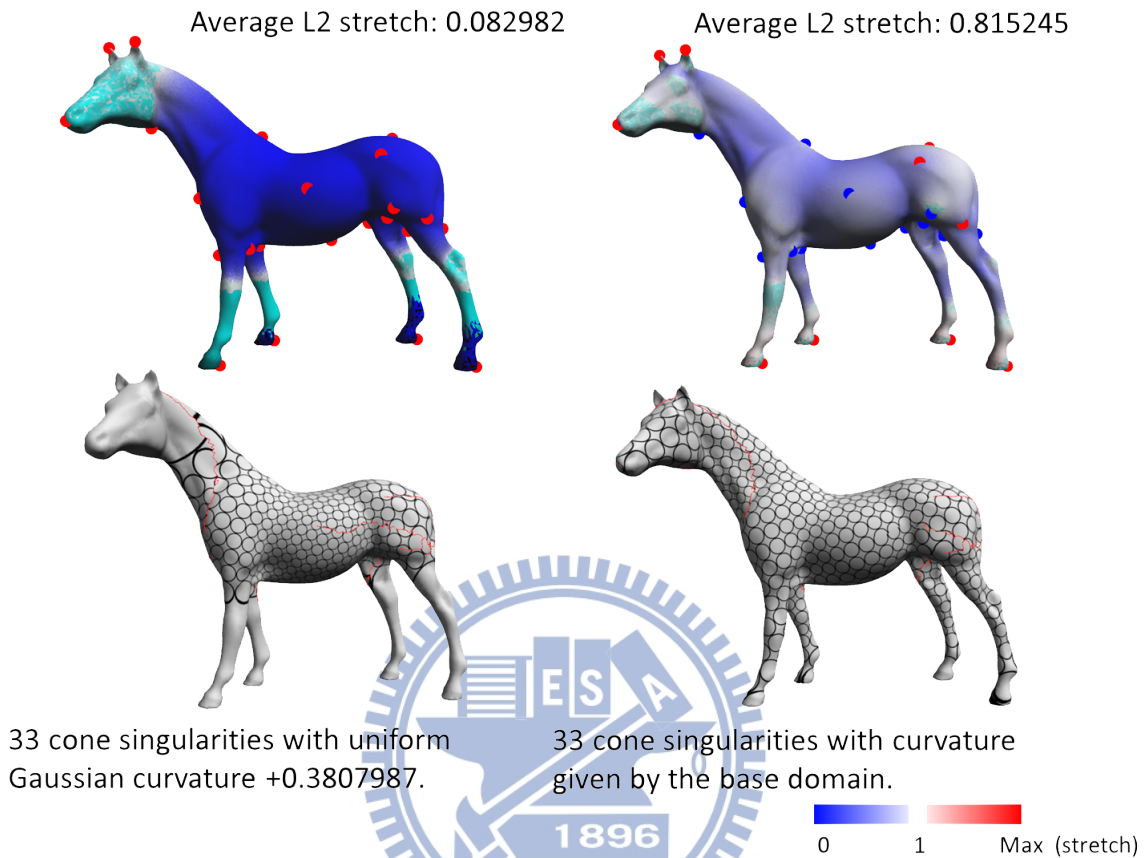 Average L2 stretch: 0.082982
Average L2 stretch: 0.815245
33 cone singularities with uniform
Gaussian curvature +0.3807987.
33 cone singularities with curvature
given by the base domain.
E S A
1896
0 1 Max (stretch)